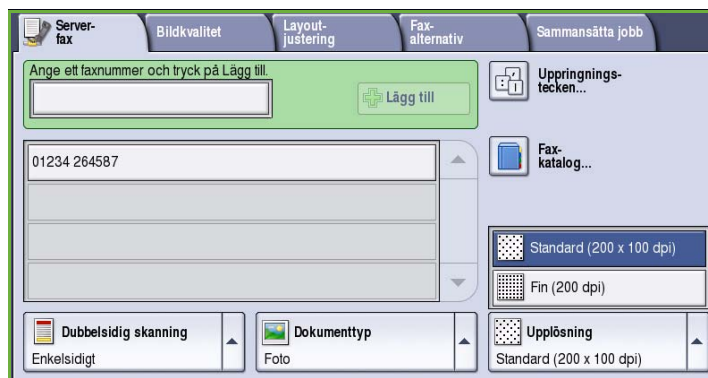 Server-
fax
Bildkvalitet
Layout-
justering
Fax-
alternativ
Sammansätta jobb
Ange ett faxnummer och tryck på Lägg till.
Lägg till
Uppringnings-
tecken...
01234 264587
Fax-
katalog...
Standard (200 x 100 dpi)
Fin (200 dpi)
Dubbelsidig skanning
Enkelsidigt
Dokumenttyp
Foto
Upplösning
Standard (200 x 100 dpi)